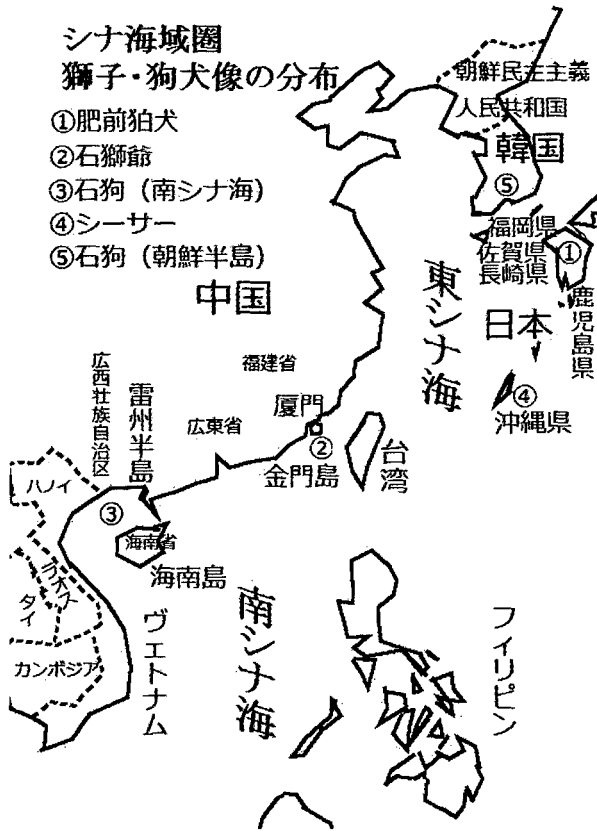 シナ海域圏
獅子・狗犬像の分布
①肥前狛犬
②石獅爺
③石狗（南シナ海）
④シーサー
⑤石狗（朝鮮半島）
朝鮮民主主義
人民共和国
韓国
⑤
福岡県
佐賀県
長崎県
①
鹿児島県
日本
東シナ海
④
沖縄県
中国
福建省
厦門
②
金門島
台湾
広東省
雷州半島
広西壮族自治区
ハノイ
③
海南省
海南島
ラオス
タイ
カンボジア
ヴェトナム
南シナ海
フィリピン